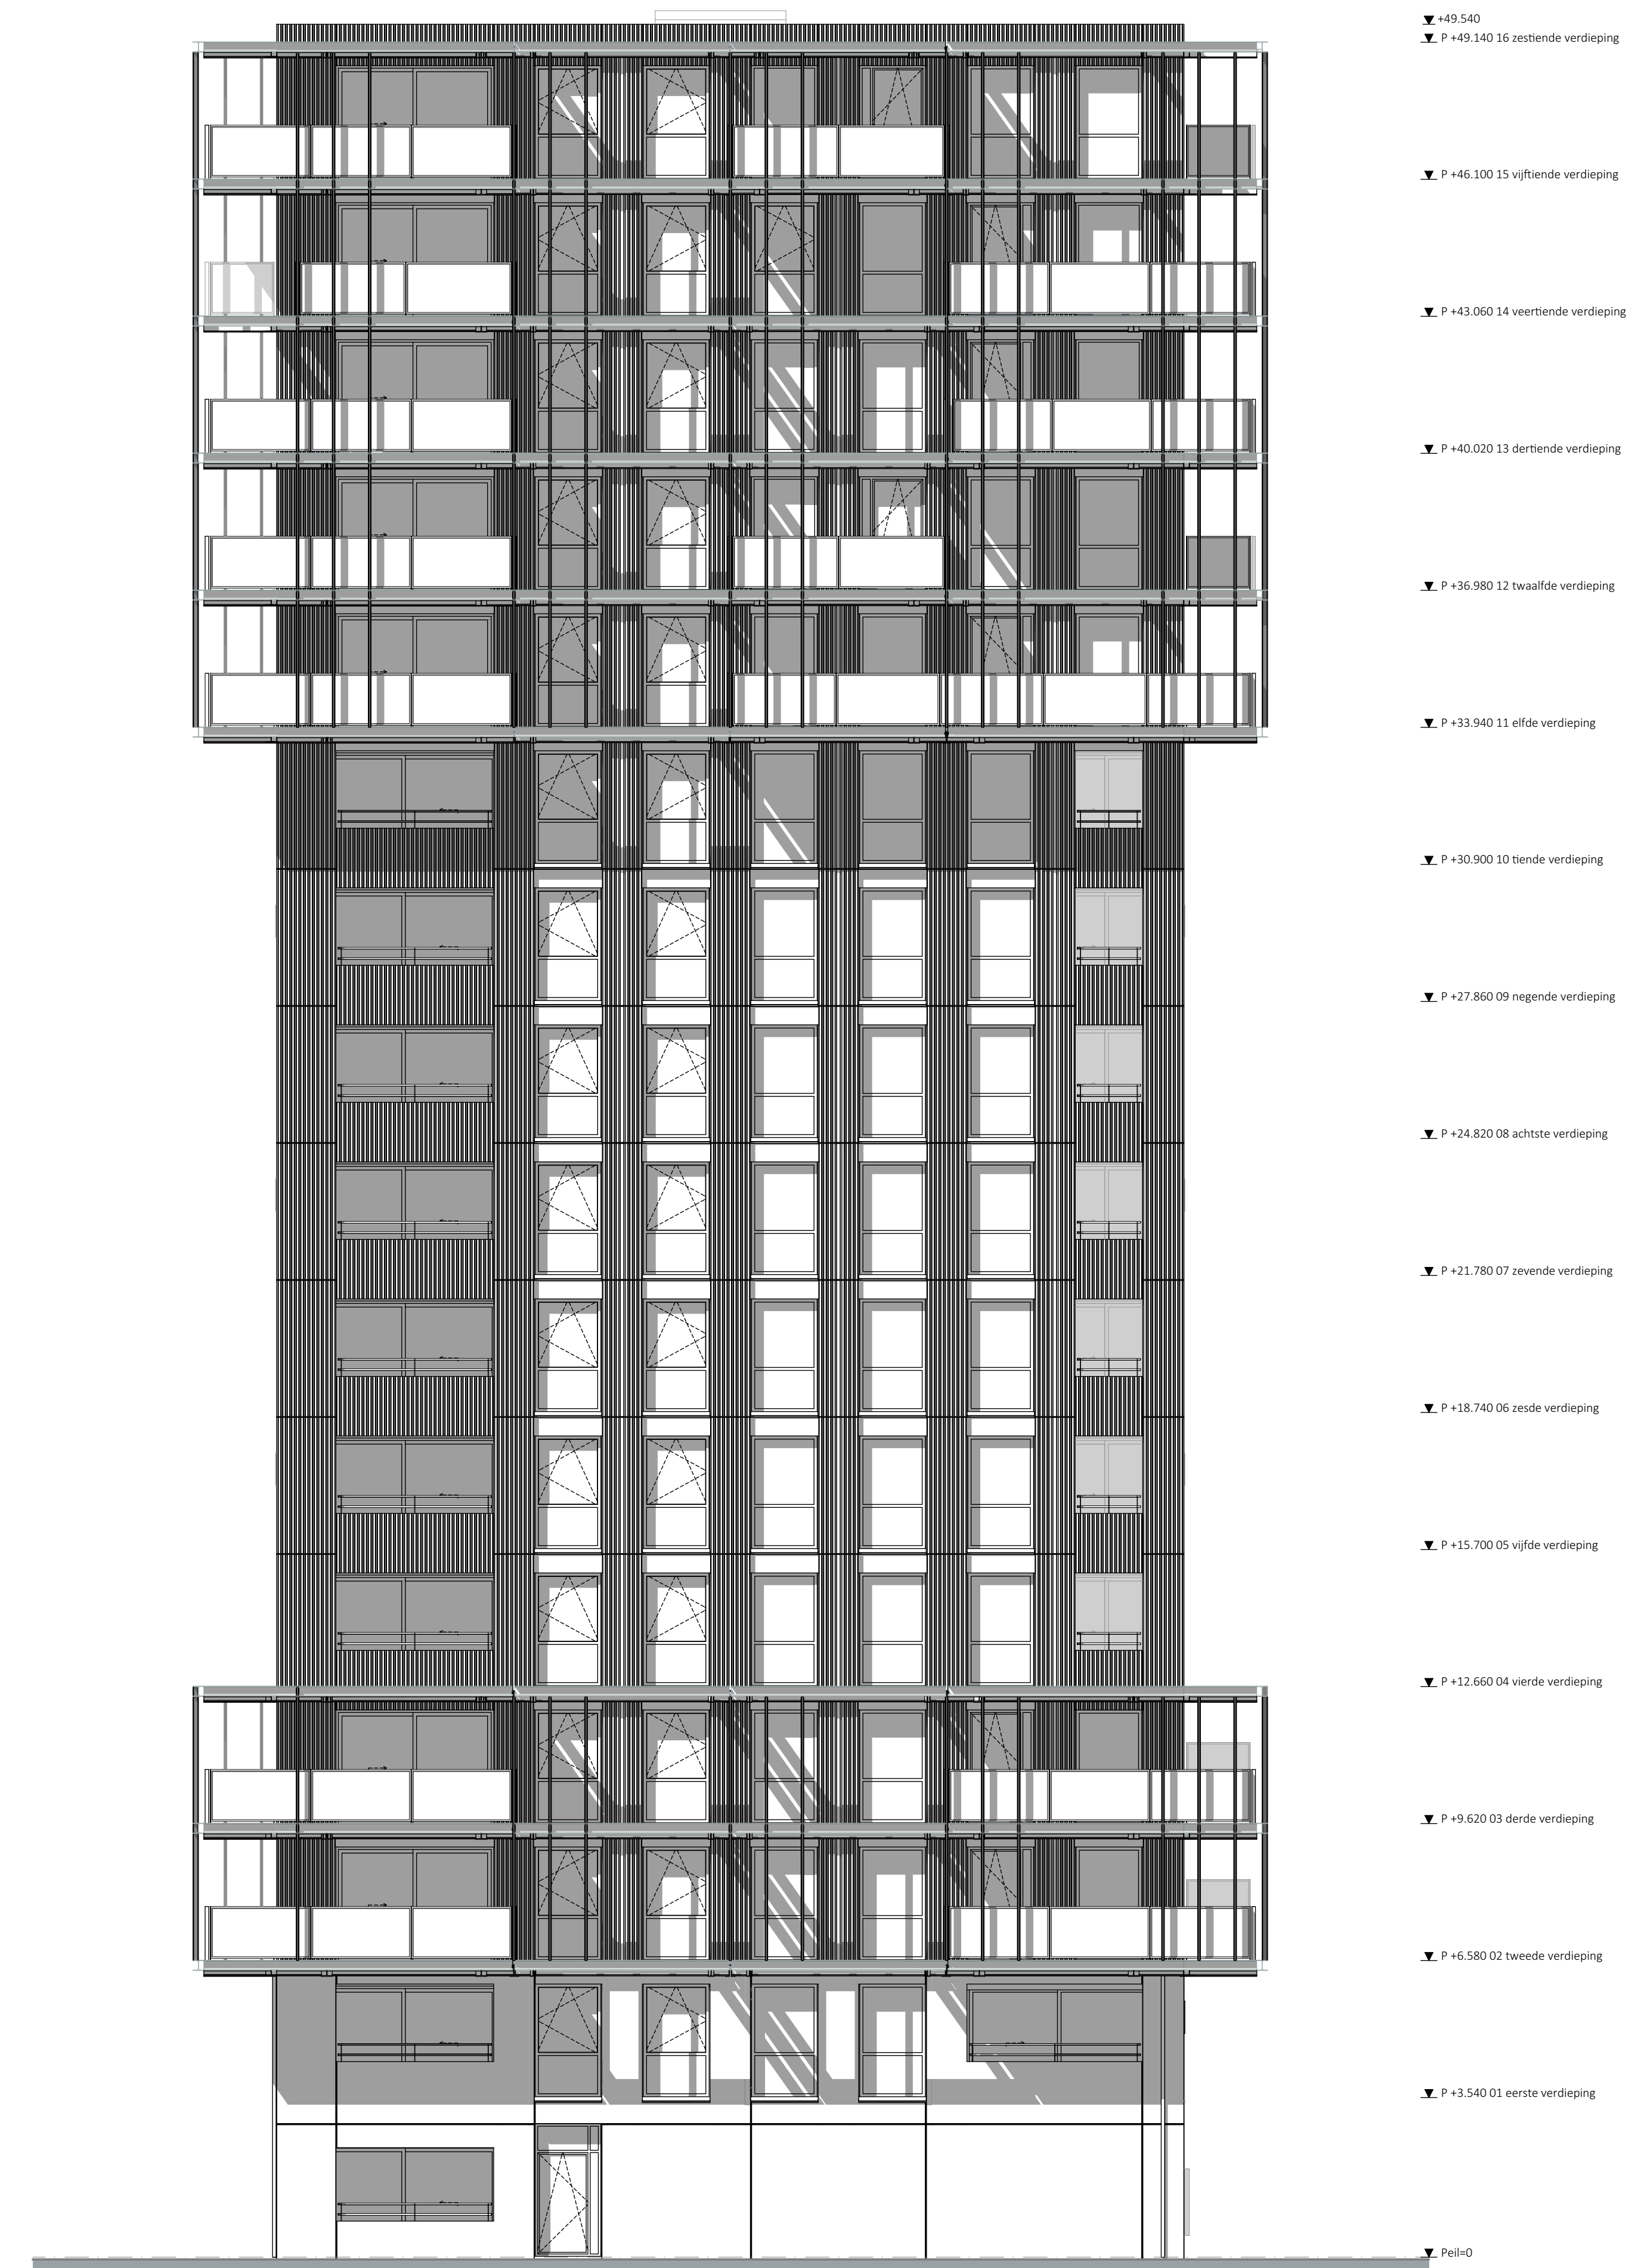 +49.540
P +49.140 16 zestiende verdieping
P +46.100 15 vijftiende verdieping
P +43.060 14 veertiende verdieping
P +40.020 13 dertiende verdieping
P +36.980 12 twaalfde verdieping
P +33.940 11 elfde verdieping
P +30.900 10 tiende verdieping
P +27.860 09 negende verdieping
P +24.820 08 achtste verdieping
P +21.780 07 zevende verdieping
P +18.740 06 zesde verdieping
P +15.700 05 vijfde verdieping
P +12.660 04 vierde verdieping
P +9.620 03 derde verdieping
P +6.580 02 tweede verdieping
P +3.540 01 eerste verdieping
Peil=0